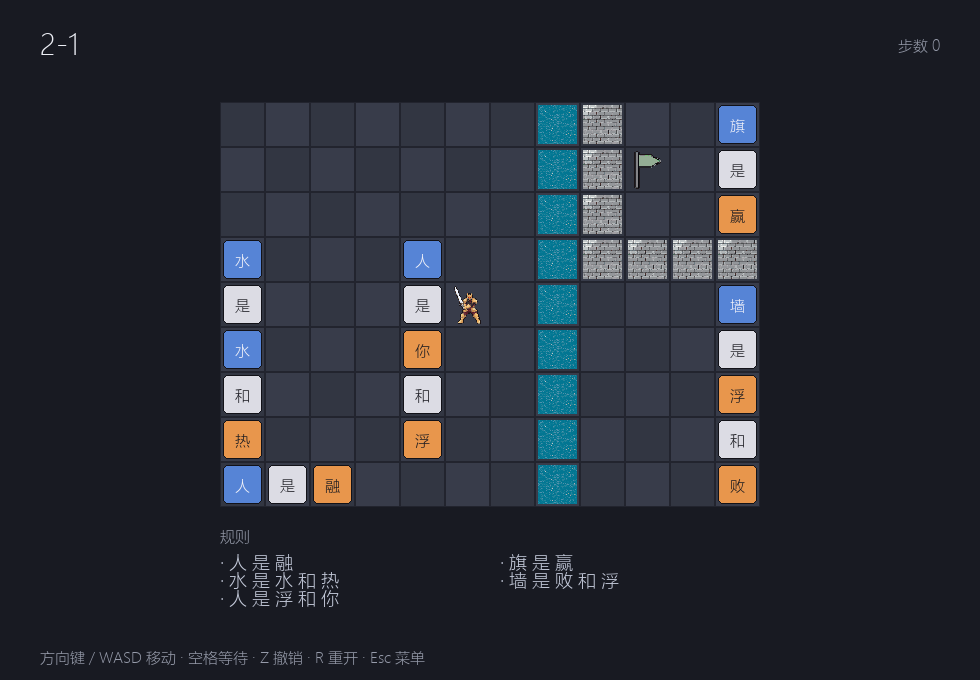 2-1
步数 0
旗
是
赢
水 人
是 是 墙
水 你 是
和 和 浮
热 浮 和
人 是 融 败
规则
· 人 是 融
· 水 是 水 和 热
· 人 是 浮 和 你
· 旗 是 赢
· 墙 是 败 和 浮
方向键 / WASD 移动 · 空格等待 · Z 撤销 · R 重开 · Esc 菜单